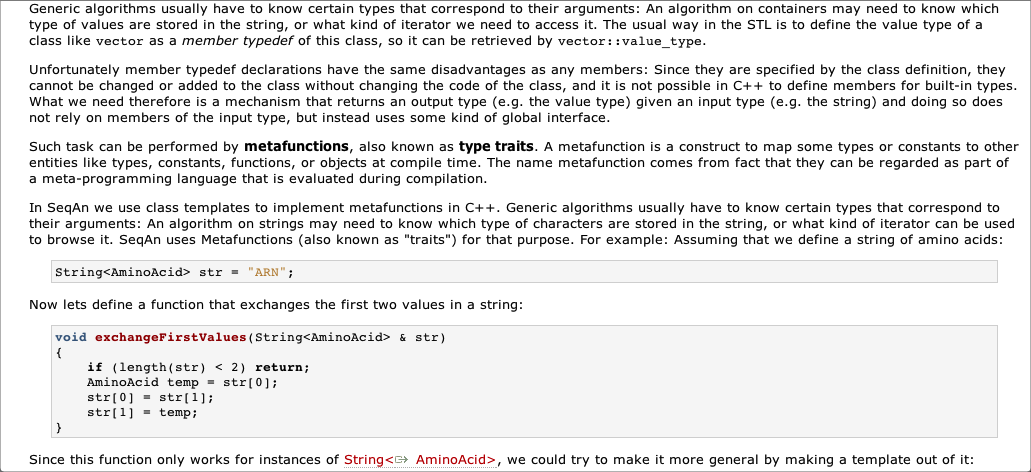 Generic algorithms usually have to know certain types that correspond to their arguments: An algorithm on containers may need to know which
type of values are stored in the string, or what kind of iterator we need to access it. The usual way in the STL is to define the value type of a
class like vector as a member typedef of this class, so it can be retrieved by vector::value_type.
Unfortunately member typedef declarations have the same disadvantages as any members: Since they are specified by the class definition, they
cannot be changed or added to the class without changing the code of the class, and it is not possible in C++ to define members for built-in types.
What we need therefore is a mechanism that returns an output type (e.g. the value type) given an input type (e.g. the string) and doing so does
not rely on members of the input type, but instead uses some kind of global interface.
Such task can be performed by metafunctions, also known as type traits. A metafunction is a construct to map some types or constants to other
entities like types, constants, functions, or objects at compile time. The name metafunction comes from fact that they can be regarded as part of
a meta-programming language that is evaluated during compilation.
In SeqAn we use class templates to implement metafunctions in C++. Generic algorithms usually have to know certain types that correspond to
their arguments: An algorithm on strings may need to know which type of characters are stored in the string, or what kind of iterator can be used
to browse it. SeqAn uses Metafunctions (also known as "traits") for that purpose. For example: Assuming that we define a string of amino acids:
String<AminoAcid> str = "ARN";
Now lets define a function that exchanges the first two values in a string:
void exchangeFirstValues(String<AminoAcid> & str)
{
    if (length(str) < 2) return;
    AminoAcid temp = str[0];
    str[0] = str[1];
    str[1] = temp;
}
Since this function only works for instances of String< AminoAcid>, we could try to make it more general by making a template out of it: